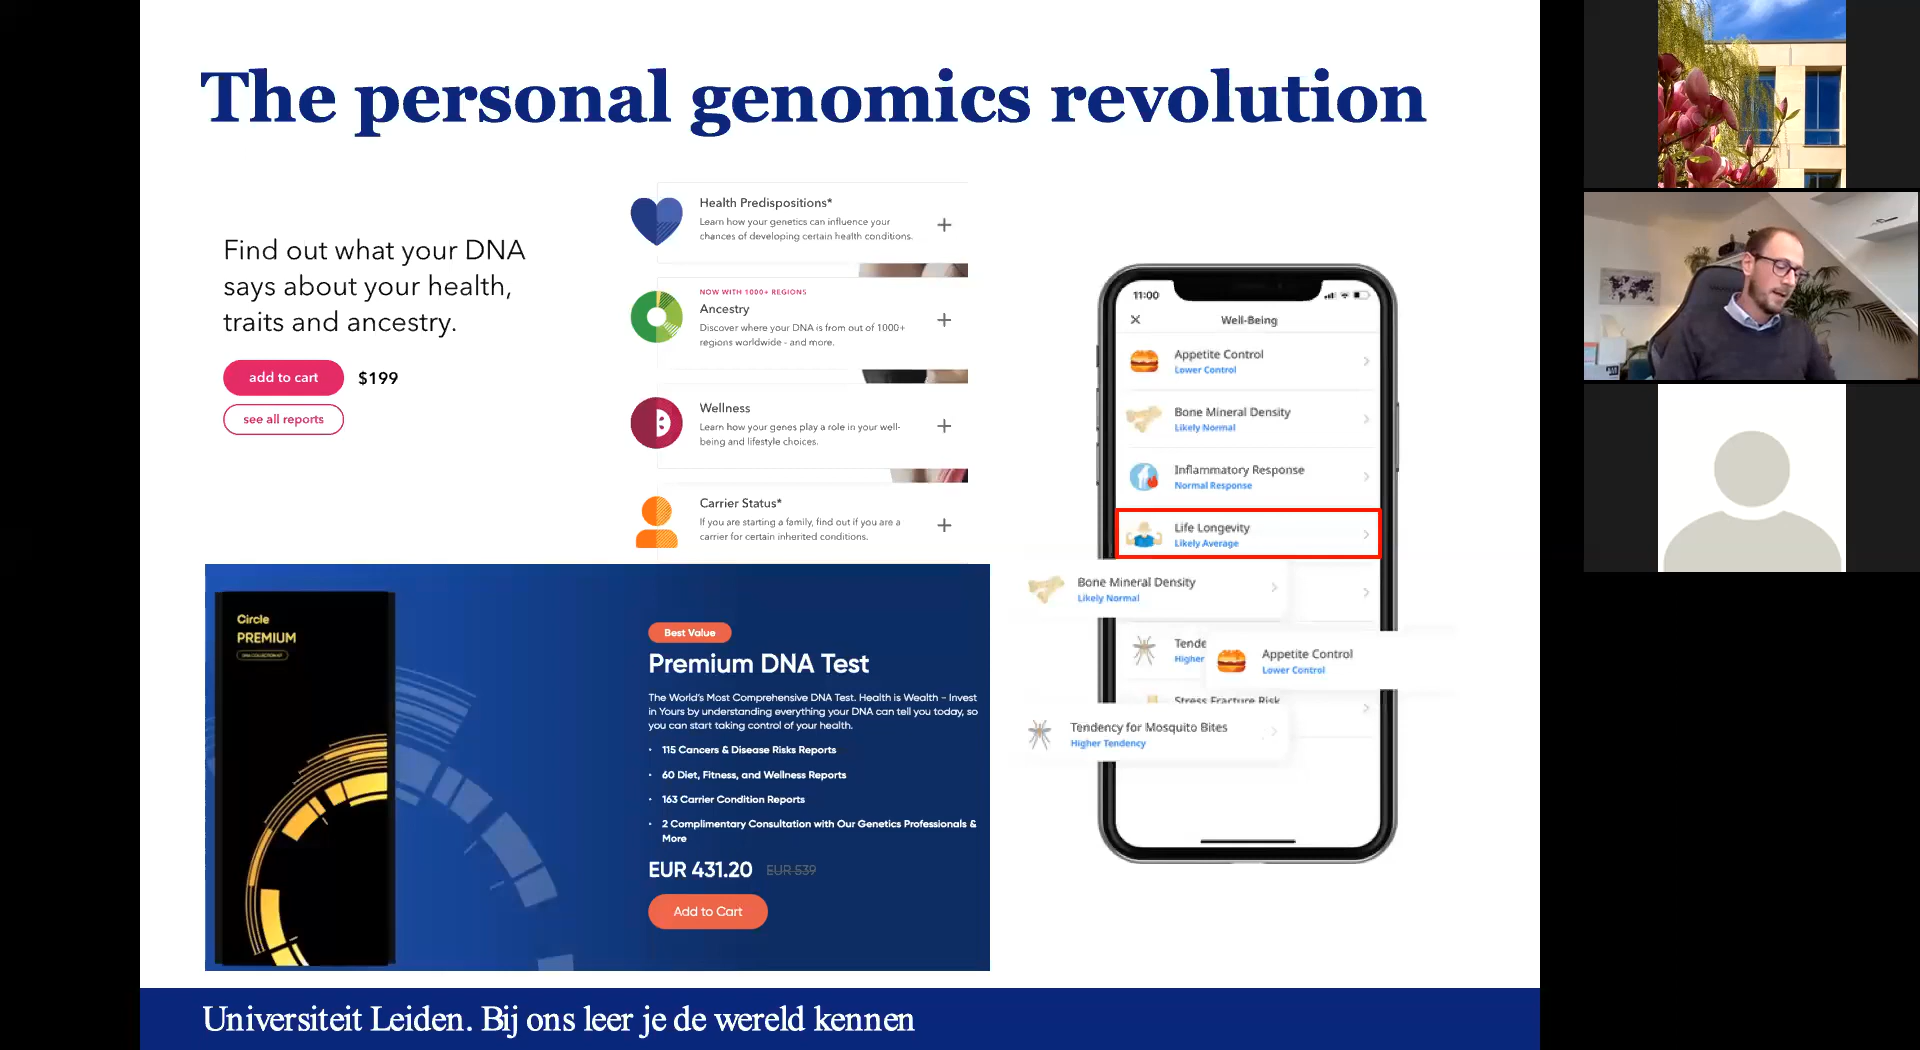 The personal genomics revolution
Find out what your DNA
says about your health,
traits and ancestry.
add to cart
$199
see all reports
Health Predispositions*
Learn how your genetics can influence your
chances of developing certain health conditions.
NOW WITH 1000+ REGIONS
Ancestry
Discover where your DNA is from out of 1000+
regions worldwide - and more.
Wellness
Learn how your genes play a role in your well-
being and lifestyle choices.
Carrier Status*
If you are starting a family, find out if you are a
carrier for certain inherited conditions.
Circle
PREMIUM
DNA COLLECTION KIT
Best Value
Premium DNA Test
The World's Most Comprehensive DNA Test. Health is Wealth - Invest
in Yours by understanding everything your DNA can tell you today, so
you can start taking control of your health.
• 115 Cancers & Disease Risks Reports
• 60 Diet, Fitness, and Wellness Reports
• 163 Carrier Condition Reports
• 2 Complimentary Consultation with Our Genetics Professionals &
More
EUR 431.20 EUR 539
Add to Cart
11:00
Well-Being
Appetite Control
Lower Control
Bone Mineral Density
Likely Normal
Inflammatory Response
Normal Response
Life Longevity
Likely Average
Bone Mineral Density
Likely Normal
Tende
Higher
Appetite Control
Lower Control
Stress Fracture Risk
Tendency for Mosquito Bites
Higher Tendency
Universiteit Leiden. Bij ons leer je de wereld kennen